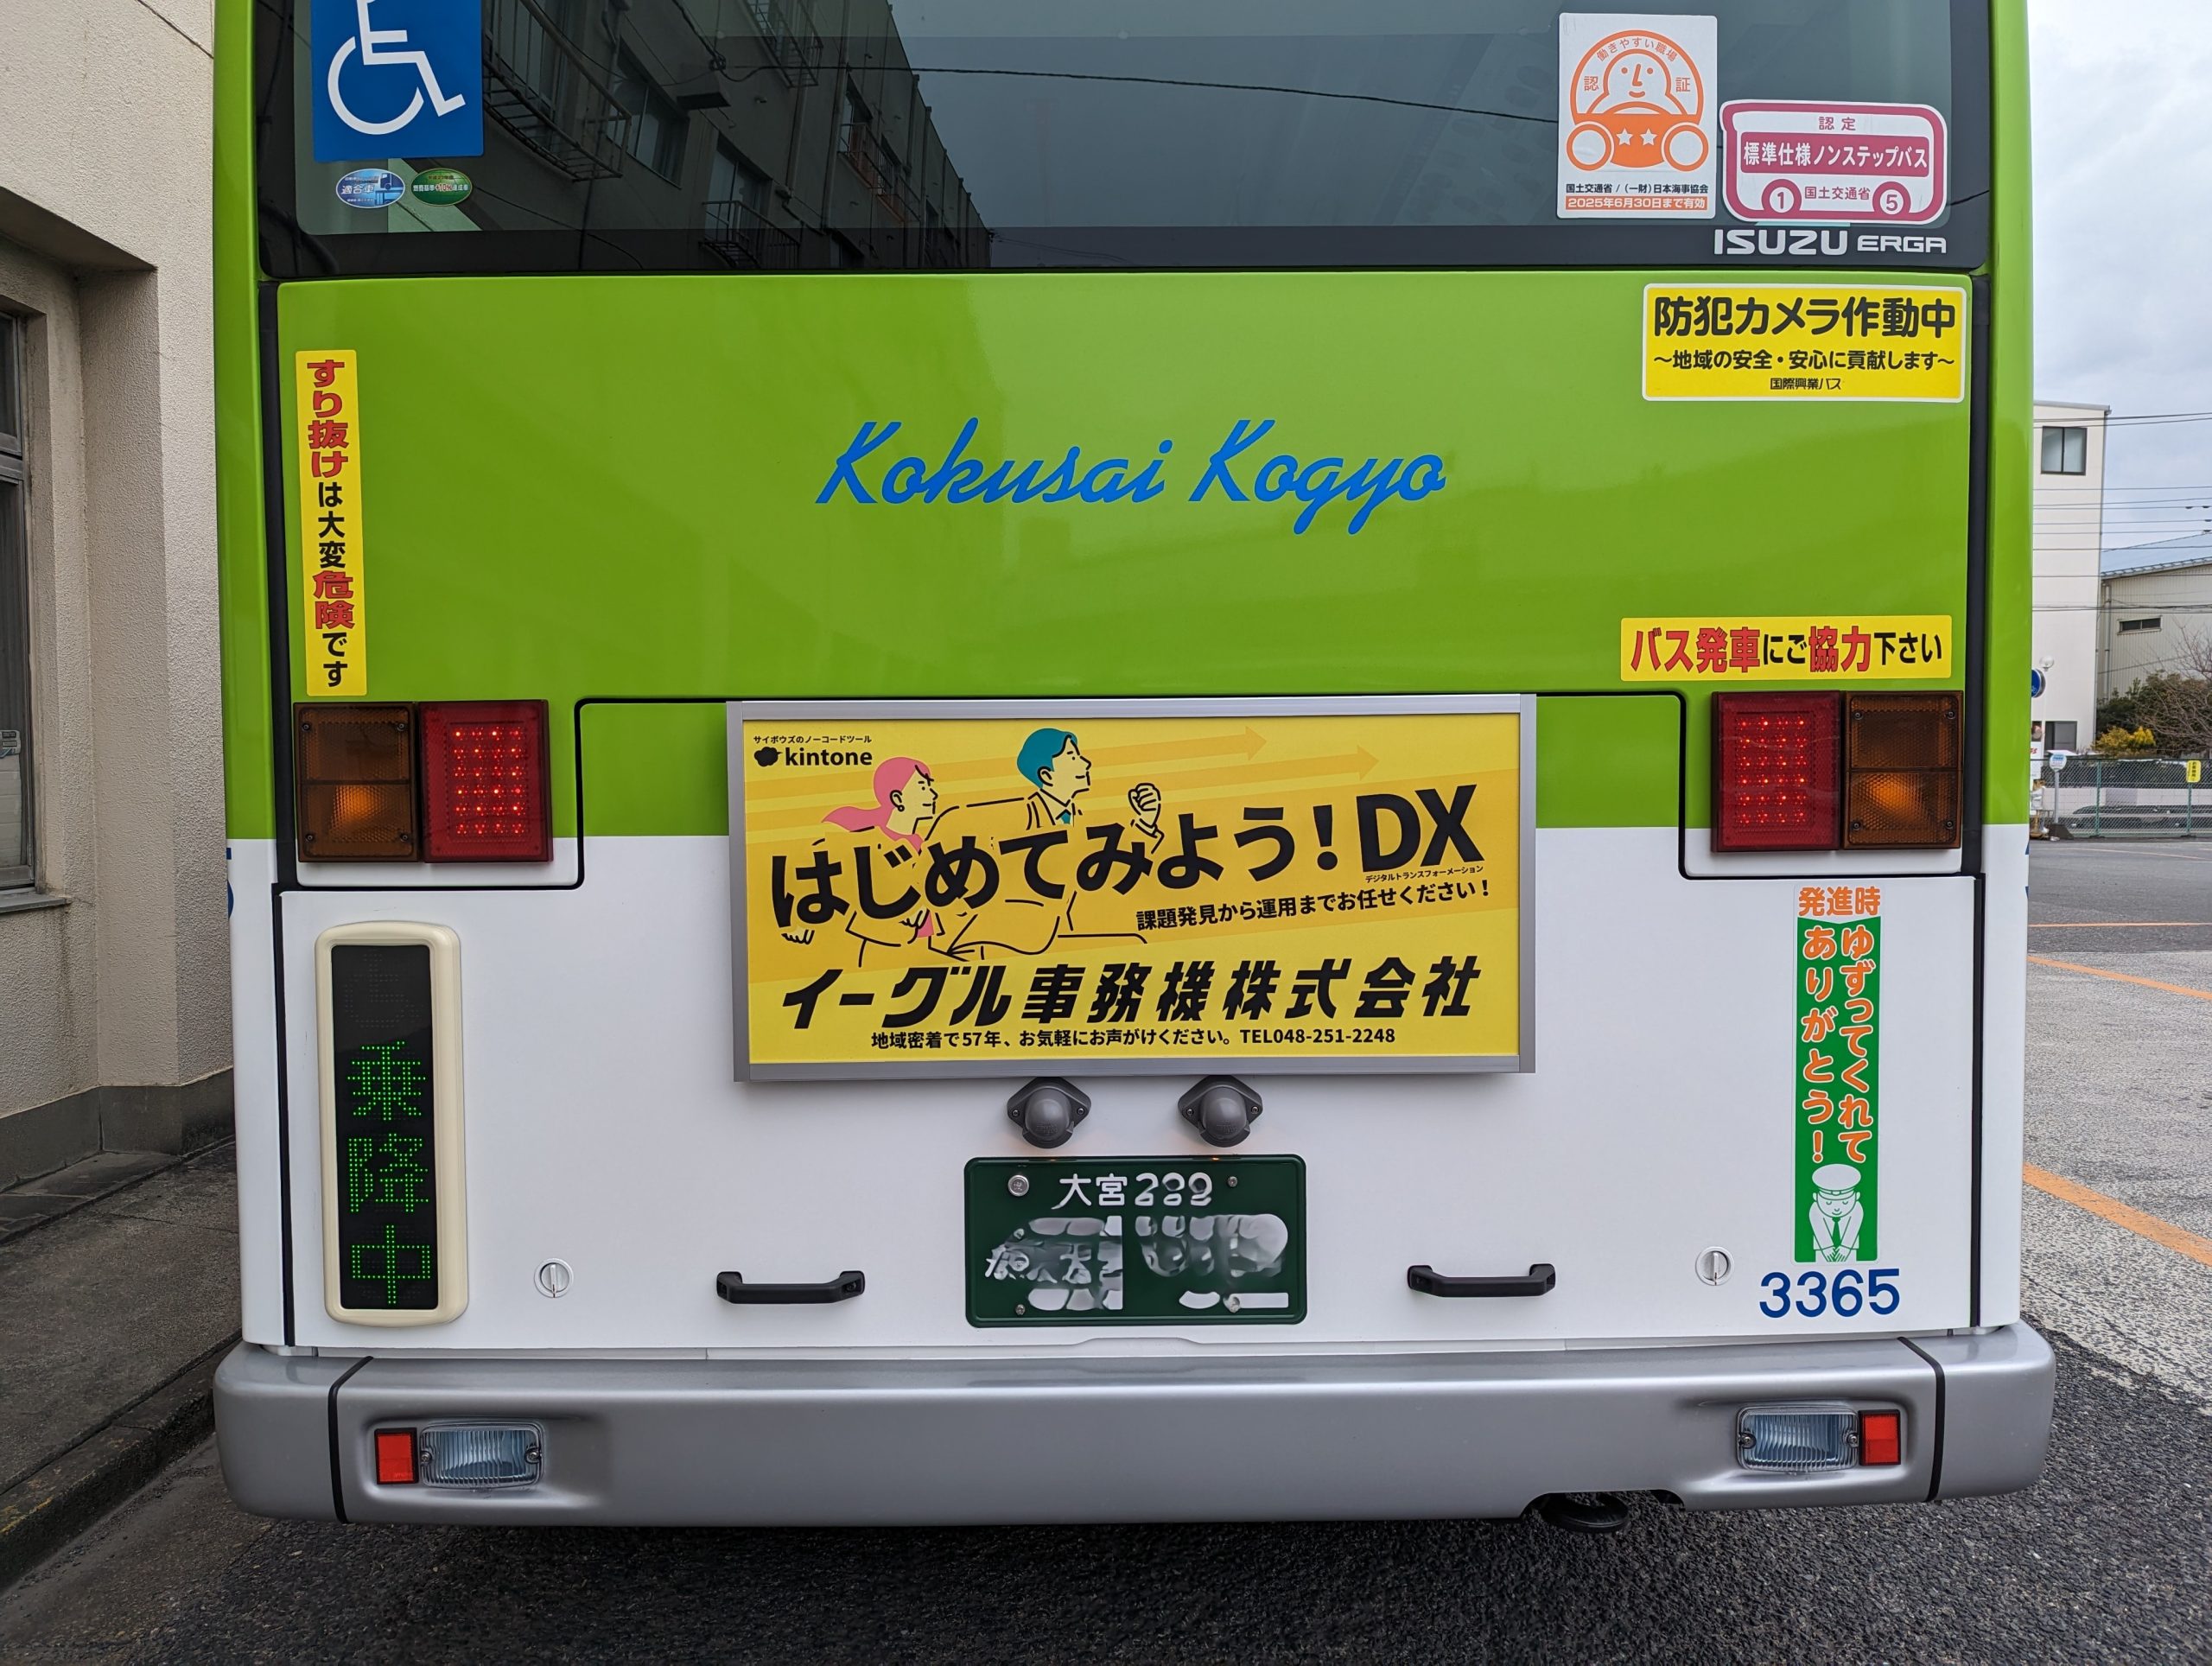 働きやすい職場
認 証
国土交通省 / (一財)日本海事協会
2025年6月30日まで有効
認定
標準仕様ノンステップバス
1 国土交通省 5
適合車
ISUZU ERGA
防犯カメラ作動中
～地域の安全・安心に貢献します～
国際興業バス
すり抜けは大変危険です
Kokusai Kogyo
バス発車にご協力下さい
サイボウズのノーコードツール
kintone
はじめてみよう！DX
デジタルトランスフォーメーション
課題発見から運用までお任せください！
イーグル事務機株式会社
地域密着で57年、お気軽にお声がけください。TEL048-251-2248
発進時
ゆずってくれて
ありがとう！
乗降中
大宮
3365